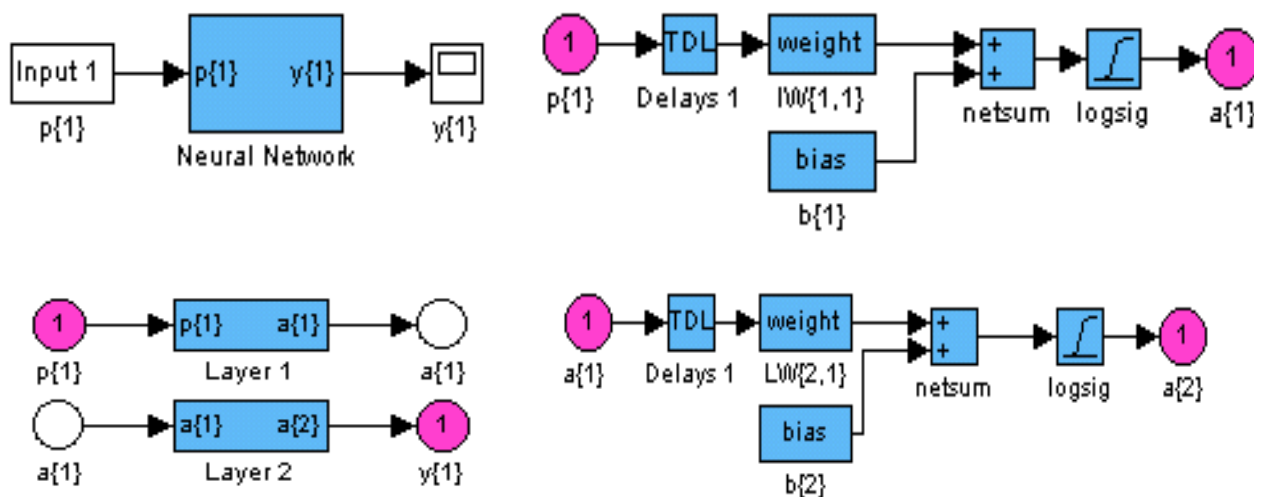 Input 1
p{1}
y{1}
p{1}
y{1}
Neural Network
1
TDL
weight
+
+
1
p{1}
Delays 1
IW{1,1}
netsum
logsig
a{1}
bias
b{1}
1
p{1}
a{1}
p{1}
Layer 1
a{1}
a{1}
a{2}
1
a{1}
Layer 2
y{1}
1
TDL
weight
+
+
1
a{1}
Delays 1
LW{2,1}
netsum
logsig
a{2}
bias
b{2}